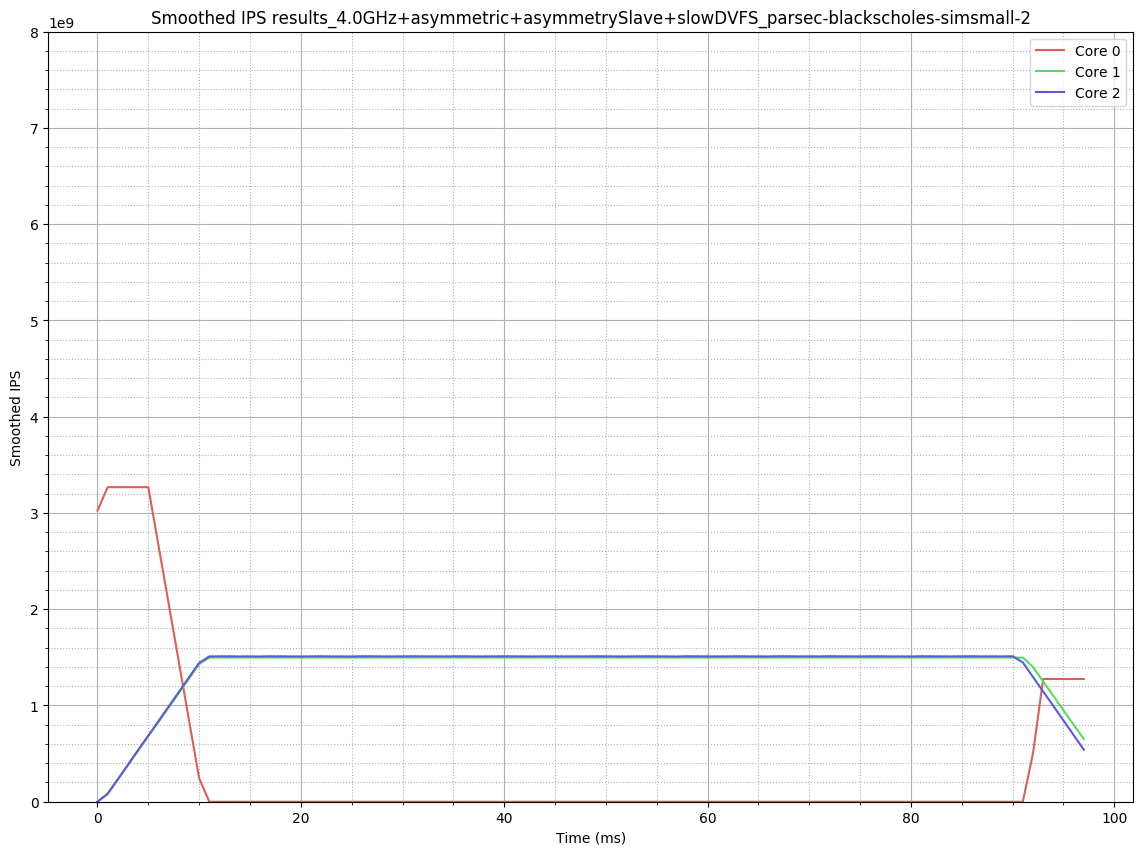 Smoothed IPS results_4.0GHz+asymmetric+asymmetrySlave+slowDVFS_parsec-blackscholes-simsmall-2
1e9
8
7
6
5
4
3
2
1
0
Smoothed IPS
Core 0
Core 1
Core 2
0 20 40 60 80 100
Time (ms)